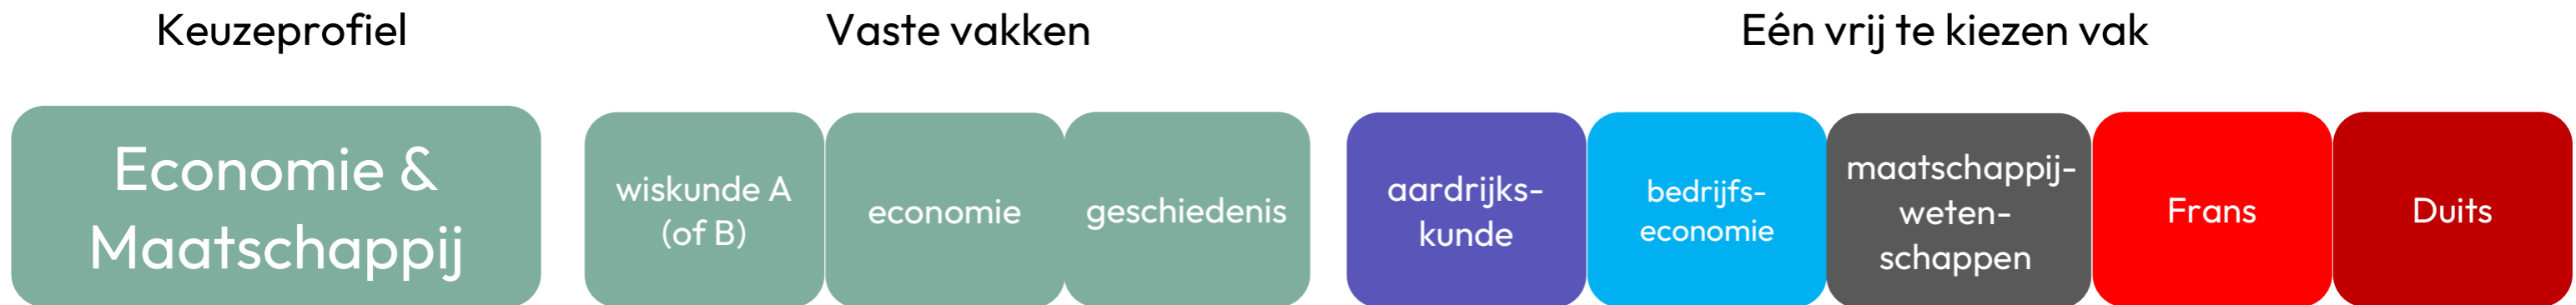 Keuzeprofiel
Vaste vakken
Eén vrij te kiezen vak
Economie &
Maatschappij
wiskunde A
(of B)
economie
geschiedenis
aardrijks-
kunde
bedrijfs-
economie
maatschappij-
weten-
schappen
Frans
Duits